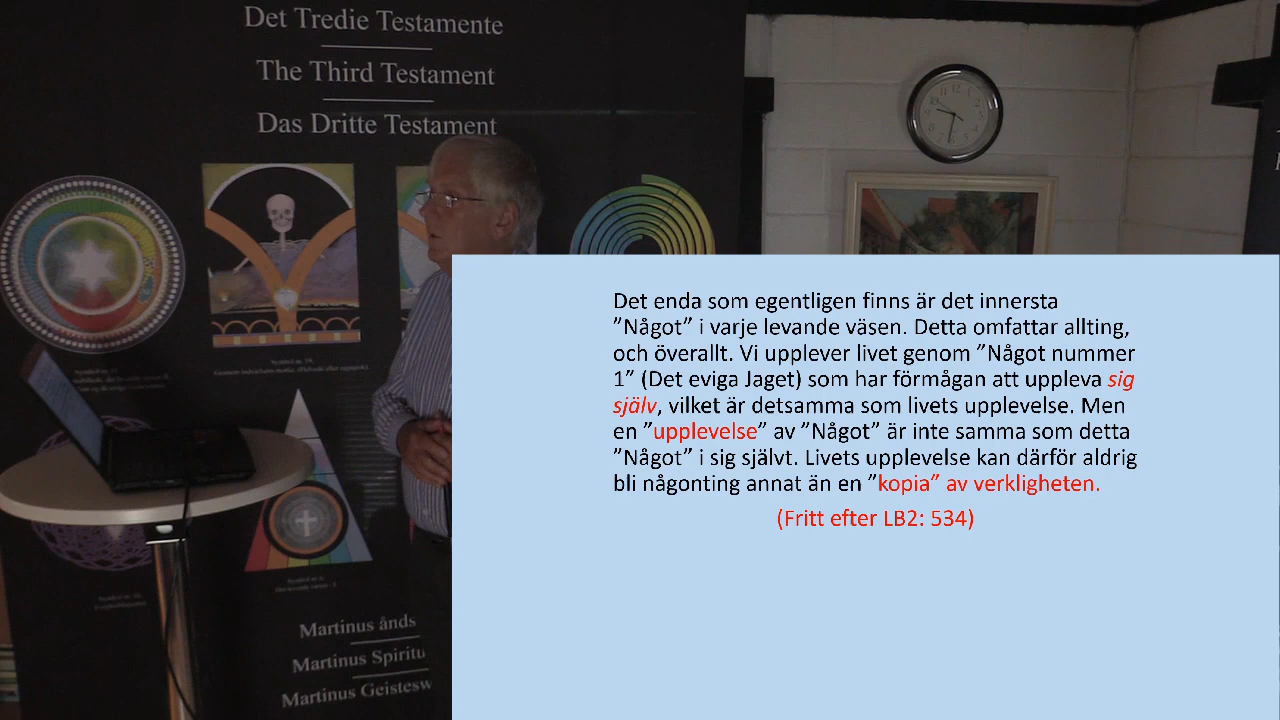 Det Tredie Testamente
The Third Testament
Das Dritte Testament
Det enda som egentligen finns är det innersta
”Något” i varje levande väsen. Detta omfattar allting,
och överallt. Vi upplever livet genom ”Något nummer
1” (Det eviga Jaget) som har förmågan att uppleva sig
själv, vilket är detsamma som livets upplevelse. Men
en ”upplevelse” av ”Något” är inte samma som detta
”Något” i sig självt. Livets upplevelse kan därför aldrig
bli någonting annat än en ”kopia” av verkligheten.
(Fritt efter LB2: 534)
Martinus ånds
Martinus Spiritu
Martinus Geistesw